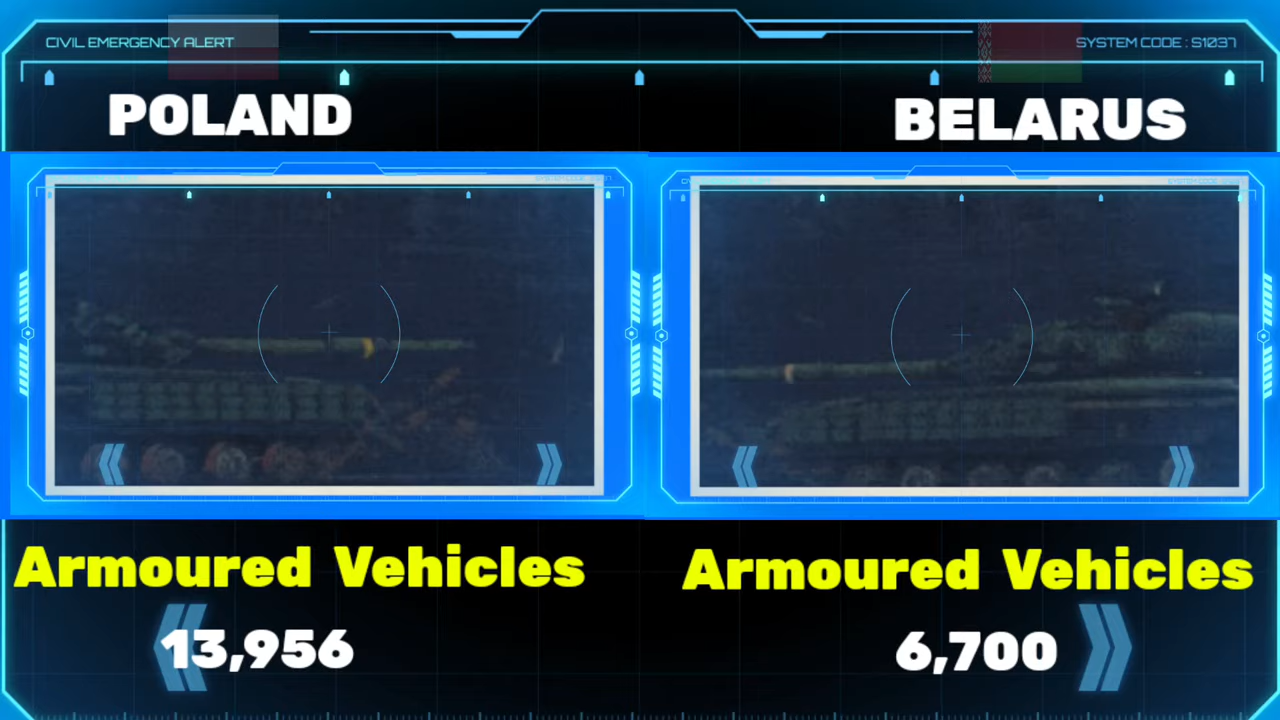 CIVIL EMERGENCY ALERT
SYSTEM CODE : S1037
POLAND
BELARUS
Armoured Vehicles
Armoured Vehicles
13,956
6,700